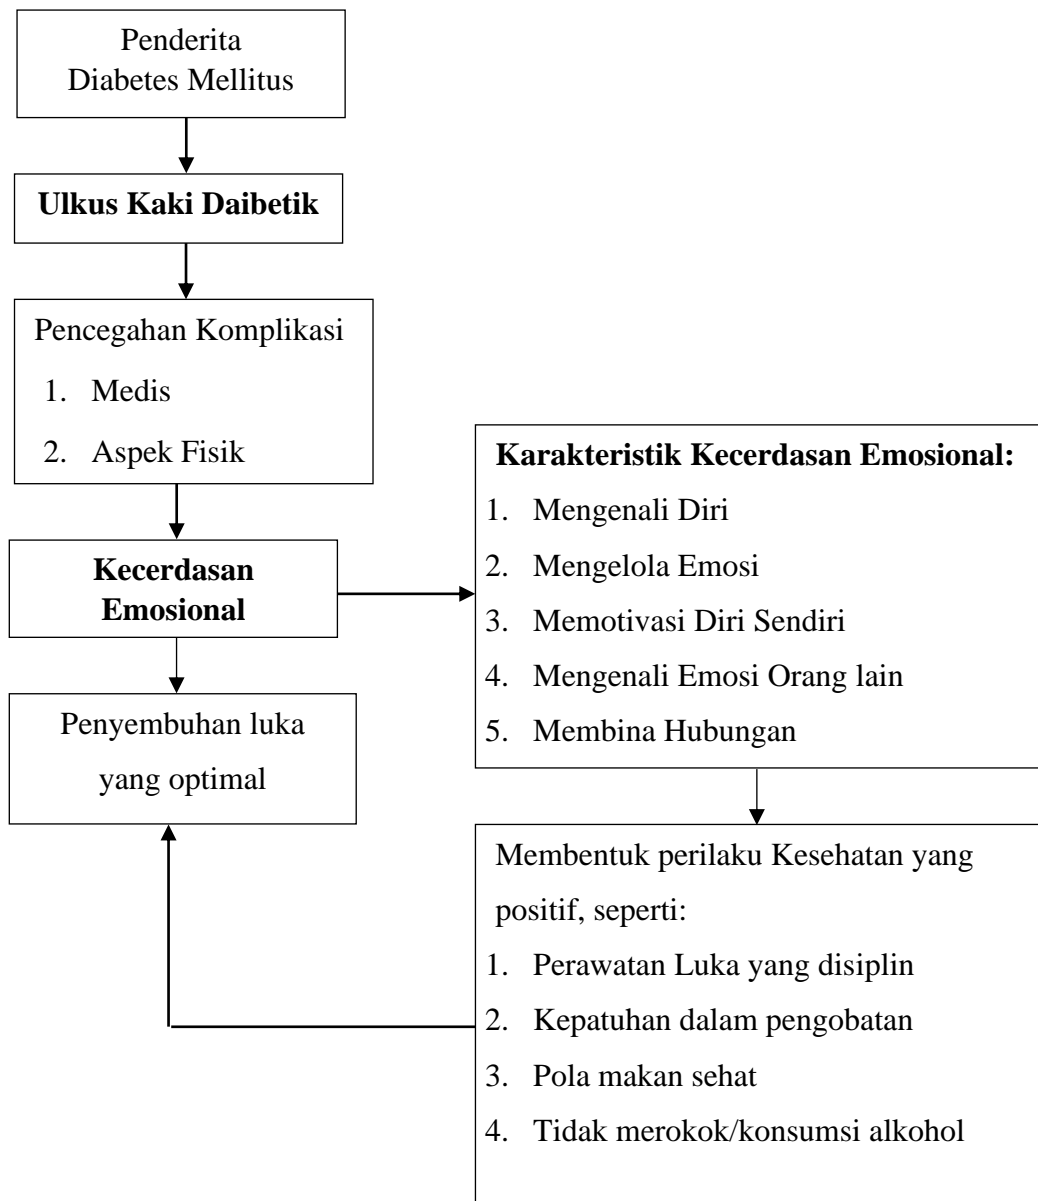 Penderita
Diabetes Mellitus
Ulkus Kaki Daibetik
Pencegahan Komplikasi
1. Medis
2. Aspek Fisik
Kecerdasan
Emosional
Penyembuhan luka
yang optimal
Karakteristik Kecerdasan Emosional:
1. Mengenali Diri
2. Mengelola Emosi
3. Memotivasi Diri Sendiri
4. Mengenali Emosi Orang lain
5. Membina Hubungan
Membentuk perilaku Kesehatan yang
positif, seperti:
1. Perawatan Luka yang disiplin
2. Kepatuhan dalam pengobatan
3. Pola makan sehat
4. Tidak merokok/konsumsi alkohol